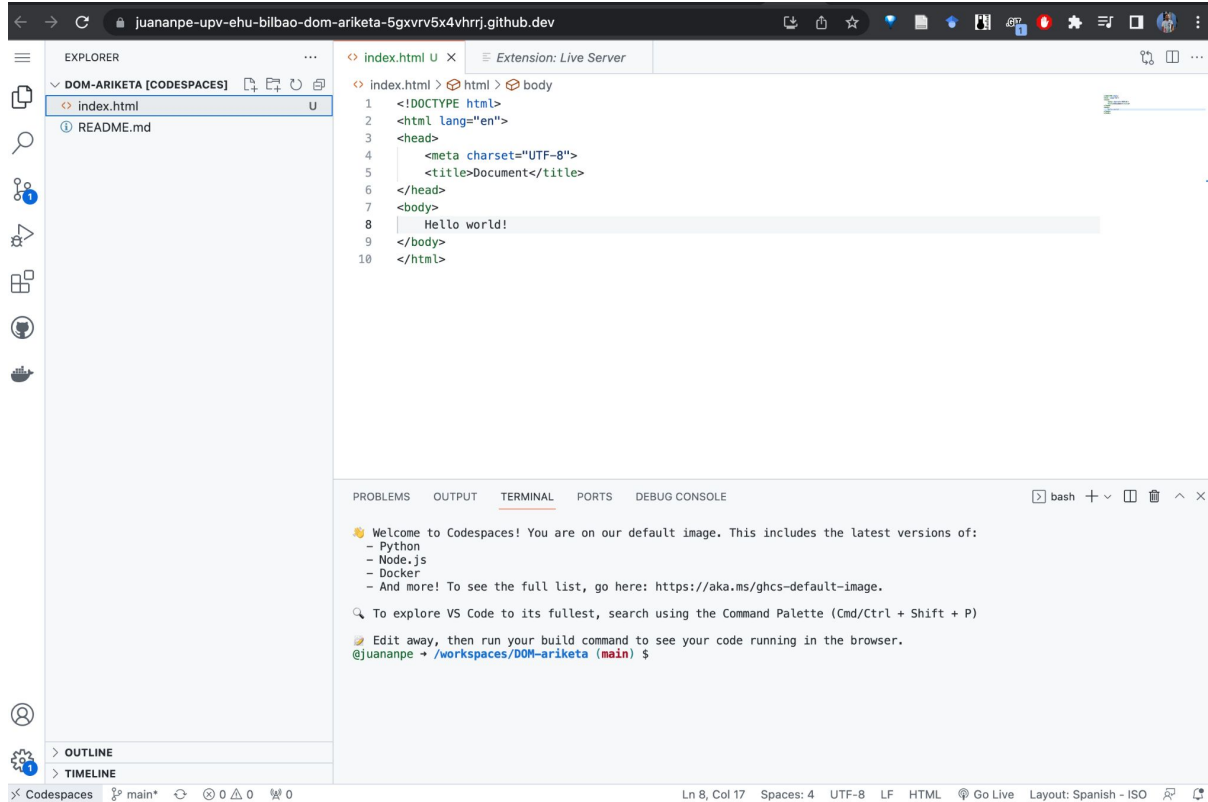 juananpe-upv-ehu-bilbao-dom-ariketa-5gxvrv5x4vhrrj.github.dev
GIT
1
EXPLORER
DOM-ARIKETA [CODESPACES]
index.html U
README.md
1
1
OUTLINE
TIMELINE
index.html U
Extension: Live Server
index.html > html > body
1 <!DOCTYPE html>
2 <html lang="en">
3 <head>
4 <meta charset="UTF-8">
5 <title>Document</title>
6 </head>
7 <body>
8 Hello world!
9 </body>
10 </html>
PROBLEMS OUTPUT TERMINAL PORTS DEBUG CONSOLE
bash
👋 Welcome to Codespaces! You are on our default image. This includes the latest versions of:
- Python
- Node.js
- Docker
- And more! To see the full list, go here: https://aka.ms/ghcs-default-image.
🔍 To explore VS Code to its fullest, search using the Command Palette (Cmd/Ctrl + Shift + P)
📝 Edit away, then run your build command to see your code running in the browser.
@juananpe → /workspaces/DOM-ariketa (main) $
Codespaces main* 0 0 0 Ln 8, Col 17 Spaces: 4 UTF-8 LF HTML Go Live Layout: Spanish - ISO